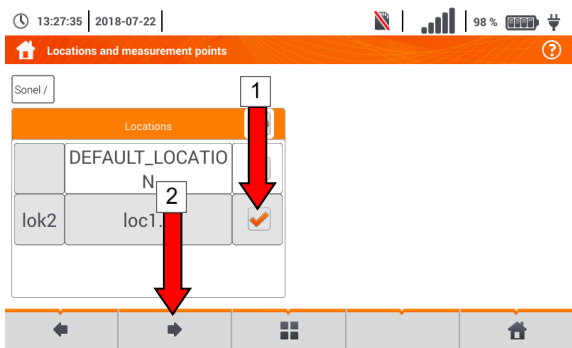 13:27:35 2018-07-22 98 %
Locations and measurement points ?
Sonel /
1
Locations
DEFAULT_LOCATIO
N
2
lok2 loc1.